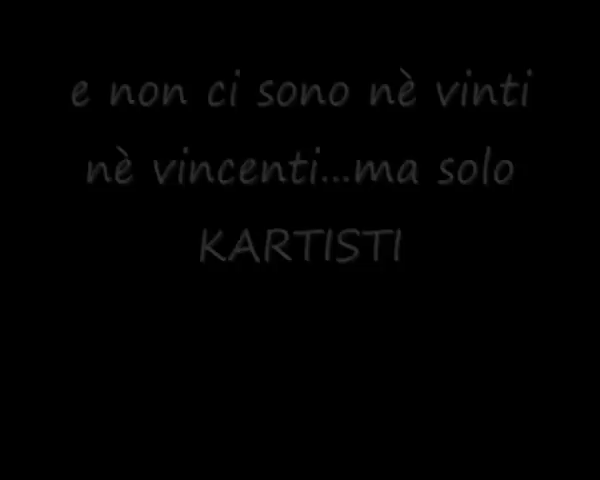 e non ci sono nè vinti
nè vincenti...ma solo
KARTISTI